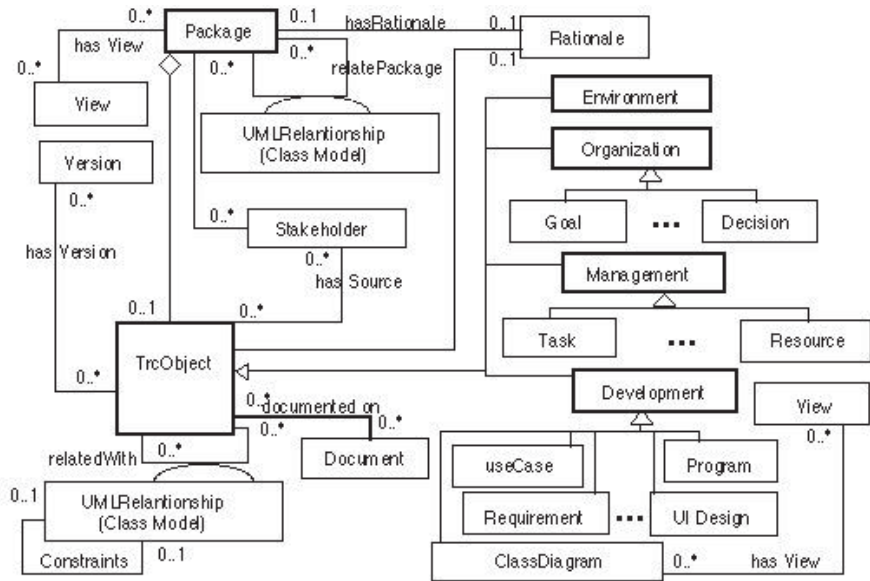 0..*
Package
0..1
hasRationale
0..1
Rationale
has View
0..*
0..*
0..1
relatePackage
0..*
View
Environment
UMLRelantionship
(Class Model)
Organization
Version
0..*
0..*
Stakeholder
Goal
...
Decision
has Version
0..*
has Source
Management
0..1
0..*
Task
...
Resource
TrcObject
0..*
0..*
documented on
Development
View
0..*
0..*
0..*
0..*
relatedWith
Document
useCase
Program
0..1
UMLRelantionship
(Class Model)
Requirement
...
UI Design
Constraints
0..1
ClassDiagram
0..*
has View